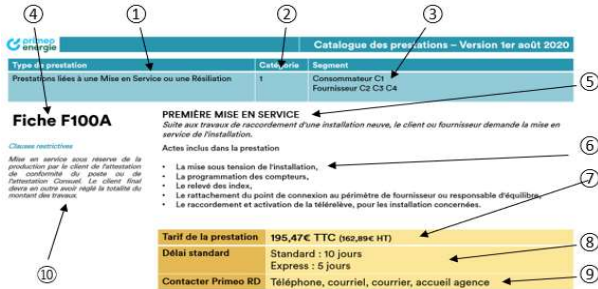 ④ ① ② ③
primeo energie
Catalogue des prestations – Version 1er août 2020
Type de prestation Catégorie Segment
Prestations liées à une Mise en Service ou une Résiliation 1 Consommateur C1
Fournisseur C2 C3 C4
⑤
Fiche F100A
PREMIÈRE MISE EN SERVICE
Suite aux travaux de raccordement d'une installation neuve, le client ou fournisseur demande la mise en
service de l'installation.
Clauses restrictives
Mise en service sous réserve de la
production par le client de l'attestation
de conformité du poste ou de
l'attestation Consuel. Le client final
devra en outre avoir réglé la totalité du
montant des travaux.
⑩
Actes inclus dans la prestation
⑥
• La mise sous tension de l'installation,
• La programmation des compteurs,
• Le relevé des index,
• Le rattachement du point de connexion au périmètre de fournisseur ou responsable d'équilibre,
• Le raccordement et activation de la télérelève, pour les installation concernées.
⑦
Tarif de la prestation 195,47€ TTC (162,89€ HT)
Délai standard Standard : 10 jours
Express : 5 jours
⑧
Contacter Primeo RD Téléphone, courriel, courrier, accueil agence
⑨